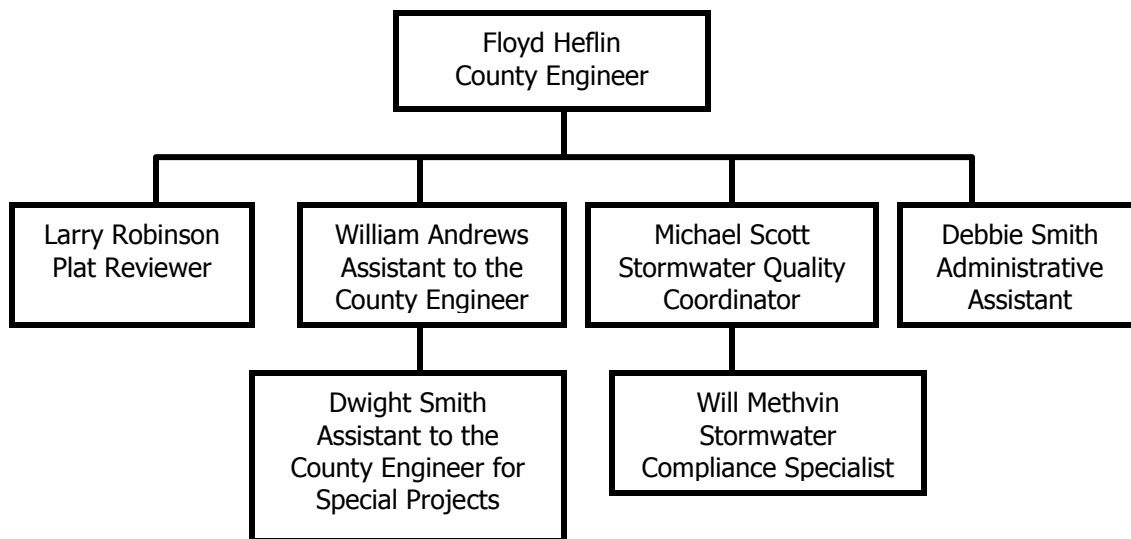 Floyd Heflin
County Engineer
Larry Robinson
Plat Reviewer
William Andrews
Assistant to the
County Engineer
Michael Scott
Stormwater Quality
Coordinator
Debbie Smith
Administrative
Assistant
Dwight Smith
Assistant to the
County Engineer for
Special Projects
Will Methvin
Stormwater
Compliance Specialist